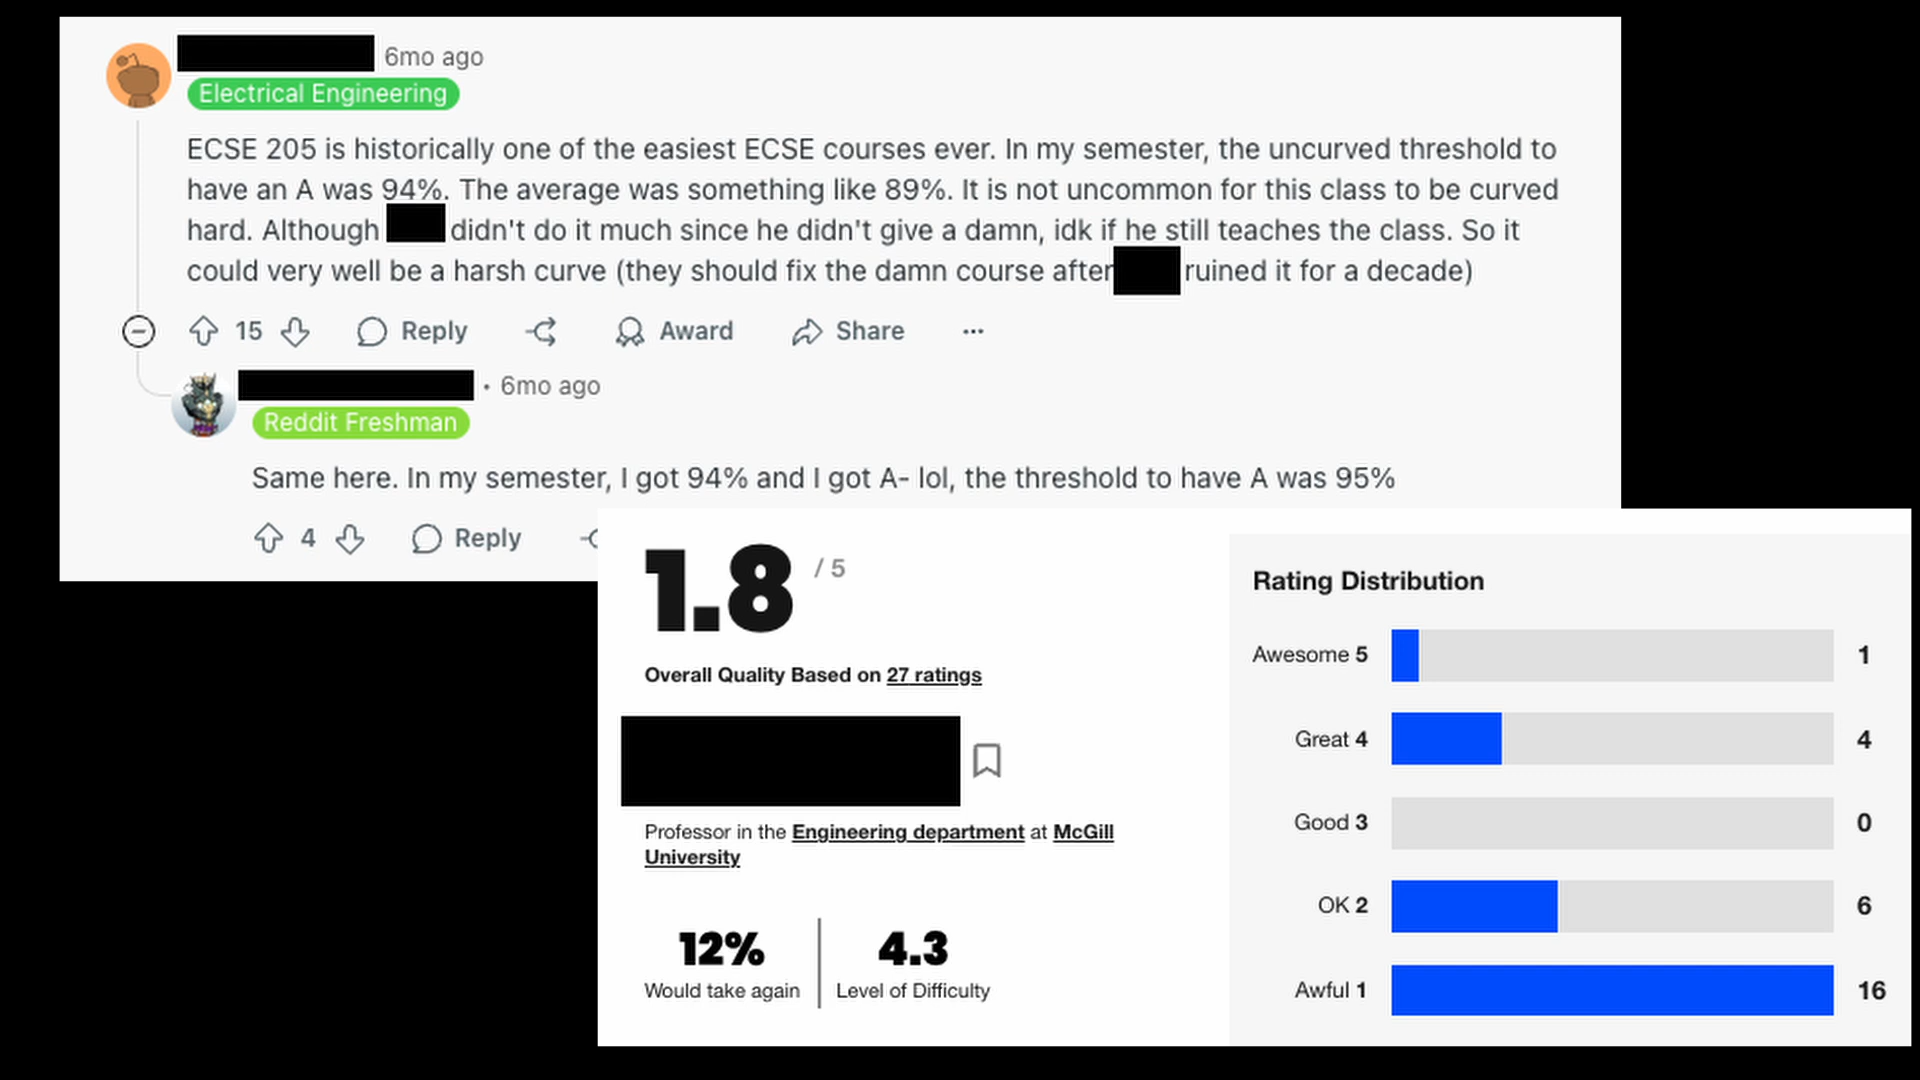 6mo ago
Electrical Engineering
ECSE 205 is historically one of the easiest ECSE courses ever. In my semester, the uncurved threshold to
have an A was 94%. The average was something like 89%. It is not uncommon for this class to be curved
hard. Although didn't do it much since he didn't give a damn, idk if he still teaches the class. So it
could very well be a harsh curve (they should fix the damn course after ruined it for a decade)
15 Reply Award Share ...
• 6mo ago
Reddit Freshman
Same here. In my semester, I got 94% and I got A- lol, the threshold to have A was 95%
4 Reply
1.8 / 5
Overall Quality Based on 27 ratings
Professor in the Engineering department at McGill
University
12%
Would take again
4.3
Level of Difficulty
Rating Distribution
Awesome 5 1
Great 4 4
Good 3 0
OK 2 6
Awful 1 16